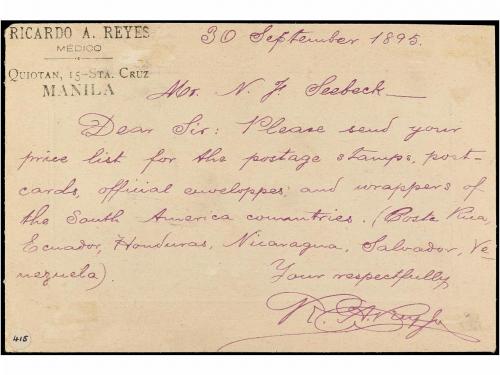 RICARDO A. REYES
MÉDICO
QUIOTAN, 15-STA. CRUZ
MANILA
30 September 1895.
Mr. N. F. Seebeck
Dear Sir: Please send your
price list for the postage stamps, post-
cards, official enveloppes and wrappers of
the South America comantries. (Costa Rica,
Ecuador, Honduras, Nicaragua, Salvador, Ve-
nezuela).
Your respectfully
415